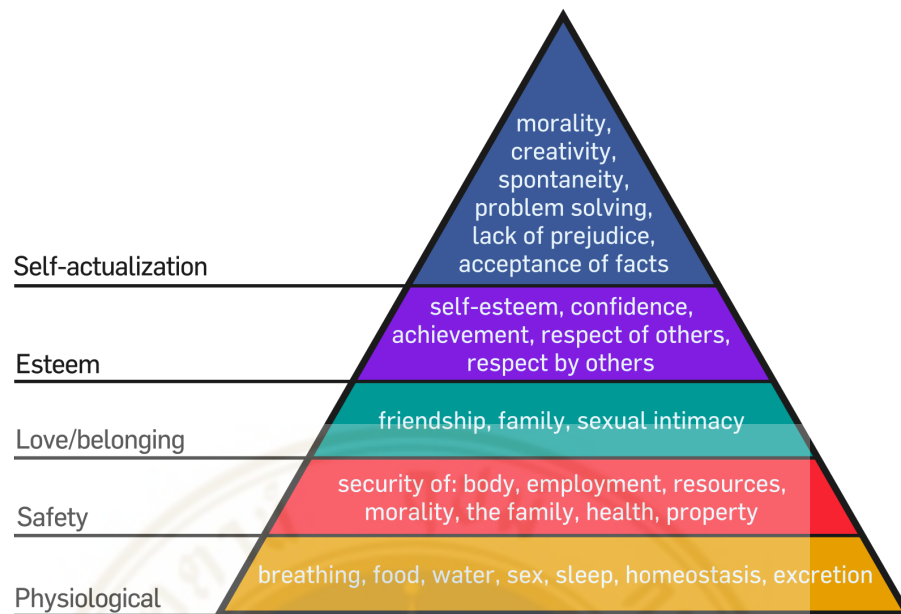 morality,
creativity,
spontaneity,
problem solving,
lack of prejudice,
acceptance of facts
Self-actualization
self-esteem, confidence,
achievement, respect of others,
respect by others
Esteem
friendship, family, sexual intimacy
Love/belonging
security of: body, employment, resources,
morality, the family, health, property
Safety
breathing, food, water, sex, sleep, homeostasis, excretion
Physiological